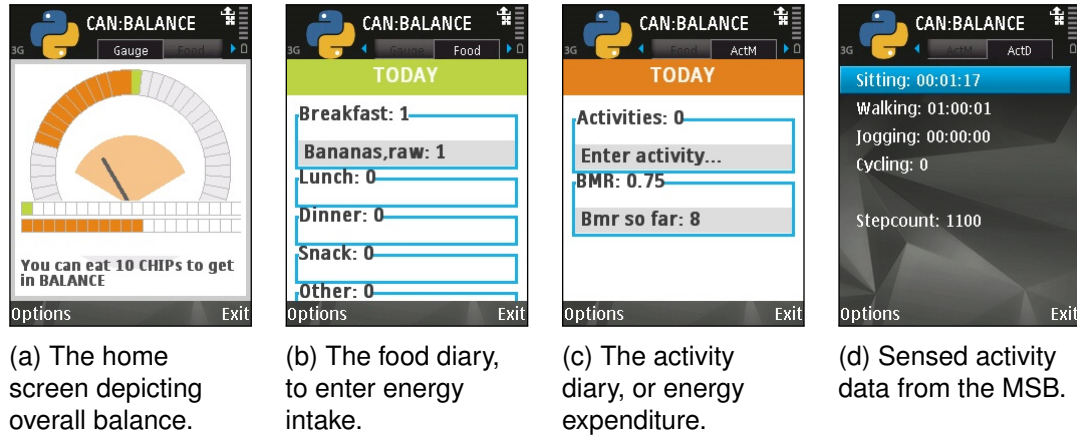 CAN:BALANCE
3G
Gauge Food
You can eat 10 CHIPs to get
in BALANCE
Options Exit
(a) The home
screen depicting
overall balance.
CAN:BALANCE
3G
Gauge Food
TODAY
Breakfast: 1
Bananas,raw: 1
Lunch: 0
Dinner: 0
Snack: 0
Other: 0
Options Exit
(b) The food diary,
to enter energy
intake.
CAN:BALANCE
3G
Food ActM
TODAY
Activities: 0
Enter activity...
BMR: 0.75
Bmr so far: 8
Options Exit
(c) The activity
diary, or energy
expenditure.
CAN:BALANCE
3G
ActM ActD
Sitting: 00:01:17
Walking: 01:00:01
Jogging: 00:00:00
Cycling: 0
Stepcount: 1100
Options Exit
(d) Sensed activity
data from the MSB.